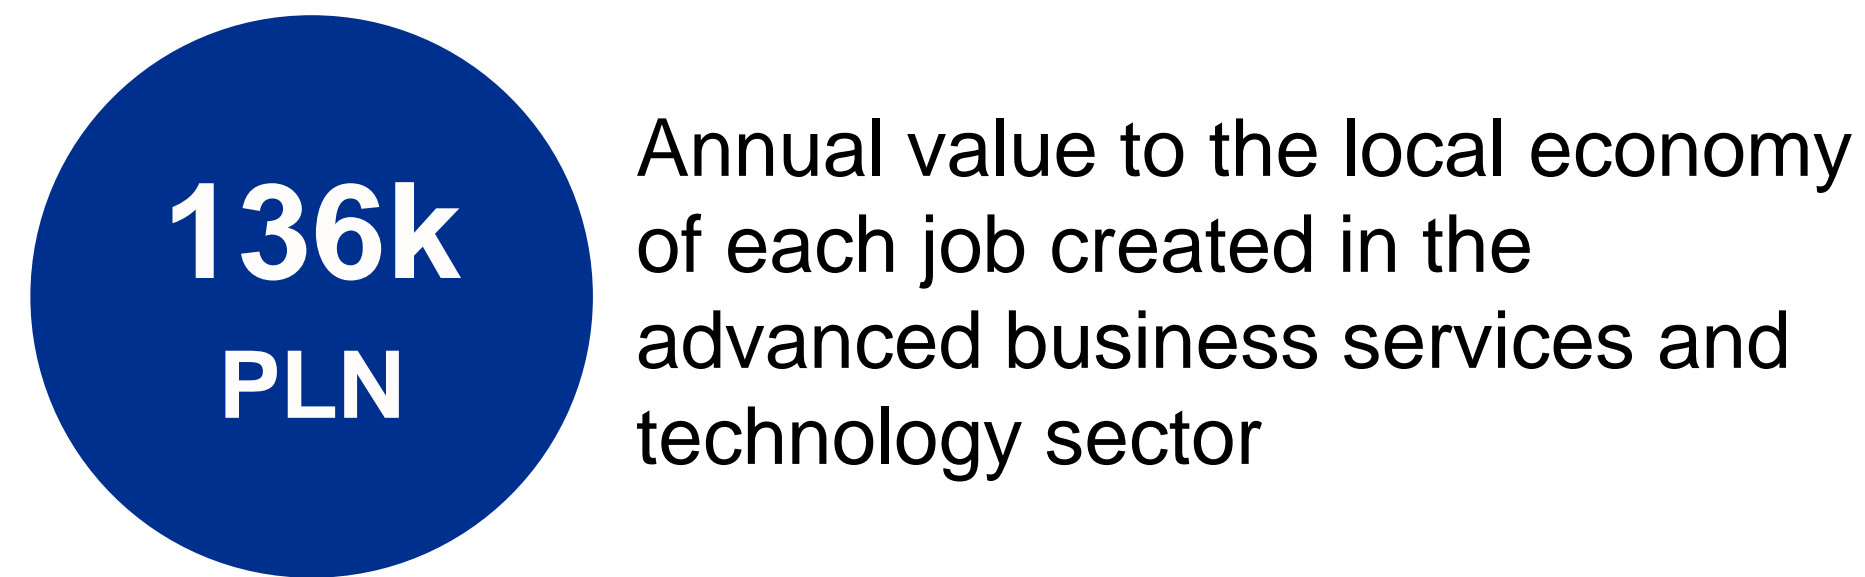 136k
PLN
Annual value to the local economy
of each job created in the
advanced business services and
technology sector